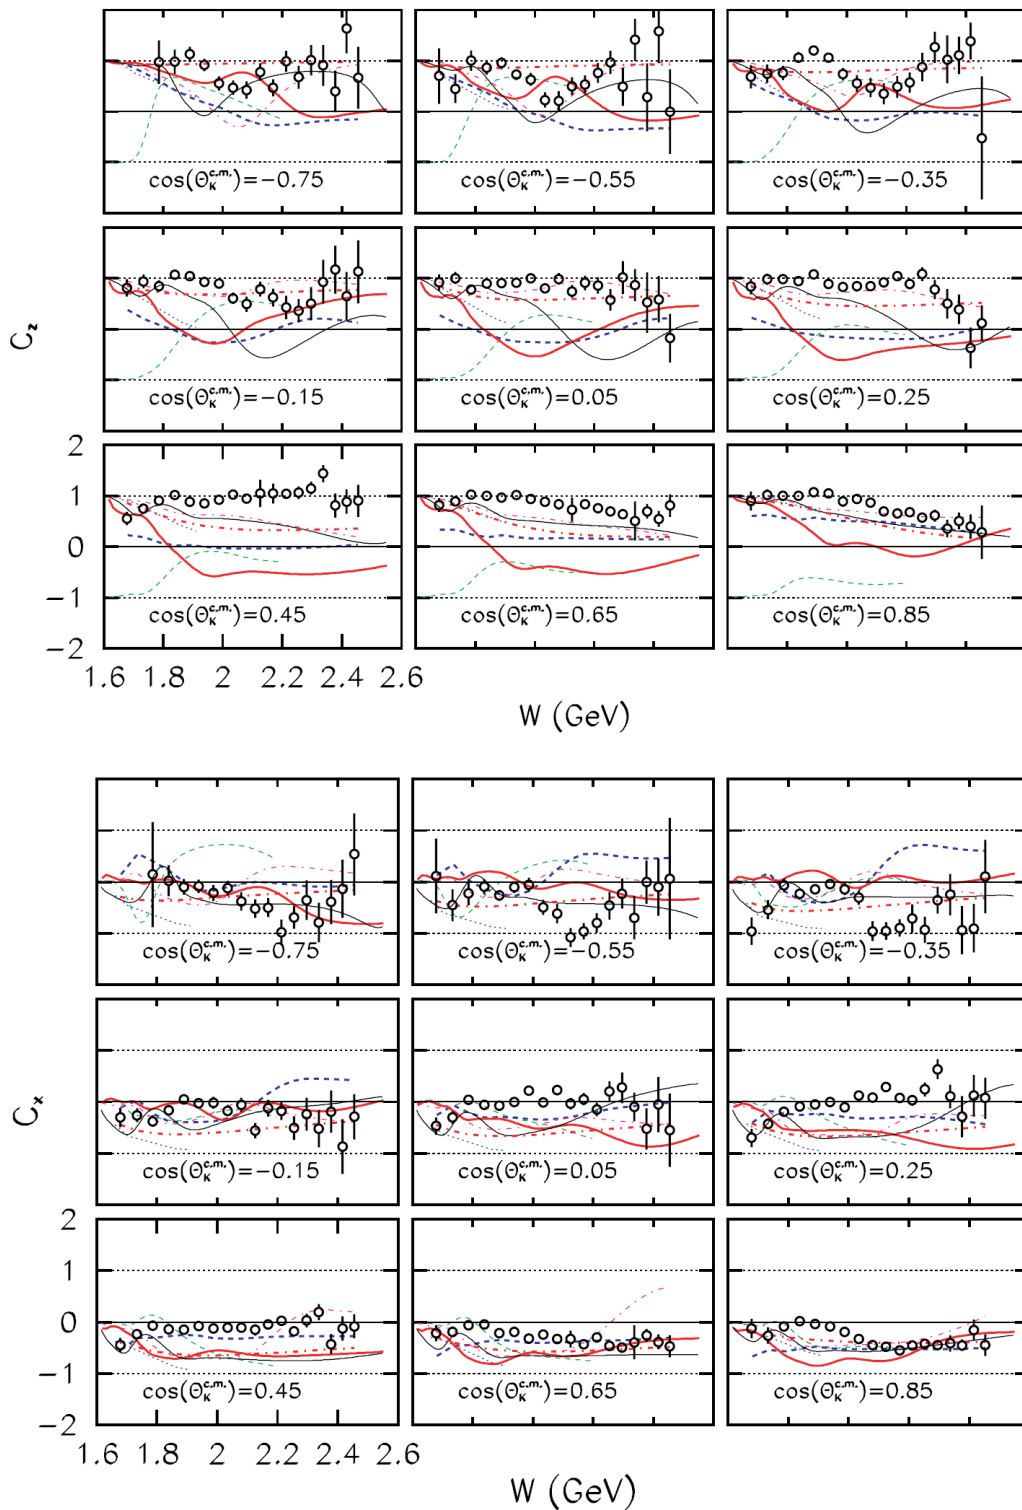 cos(Θ_K^{c.m.})=−0.75
cos(Θ_K^{c.m.})=−0.55
cos(Θ_K^{c.m.})=−0.35
C_z
cos(Θ_K^{c.m.})=−0.15
cos(Θ_K^{c.m.})=0.05
cos(Θ_K^{c.m.})=0.25
2
1
0
−1
−2
cos(Θ_K^{c.m.})=0.45
cos(Θ_K^{c.m.})=0.65
cos(Θ_K^{c.m.})=0.85
1.6 1.8 2 2.2 2.4 2.6
W (GeV)
cos(Θ_K^{c.m.})=−0.75
cos(Θ_K^{c.m.})=−0.55
cos(Θ_K^{c.m.})=−0.35
C_x
cos(Θ_K^{c.m.})=−0.15
cos(Θ_K^{c.m.})=0.05
cos(Θ_K^{c.m.})=0.25
2
1
0
−1
−2
cos(Θ_K^{c.m.})=0.45
cos(Θ_K^{c.m.})=0.65
cos(Θ_K^{c.m.})=0.85
1.6 1.8 2 2.2 2.4 2.6
W (GeV)